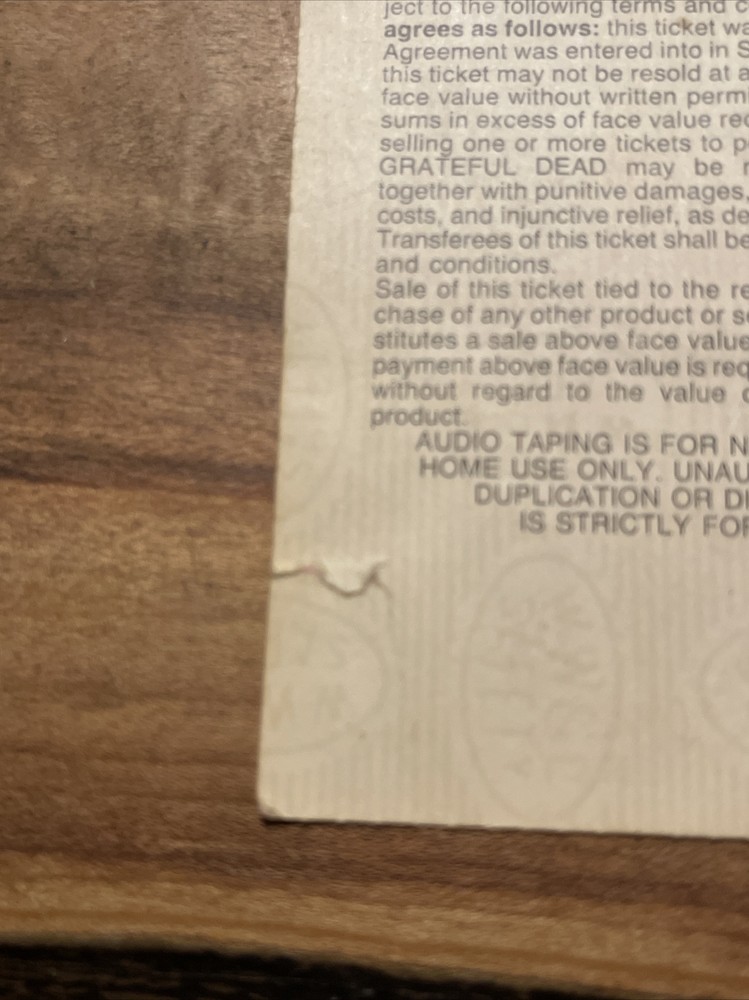 ject to the following terms and c
agrees as follows: this ticket wa
Agreement was entered into in S
this ticket may not be resold at a
face value without written permi
sums in excess of face value rec
selling one or more tickets to p
GRATEFUL DEAD may be r
together with punitive damages,
costs, and injunctive relief, as de
Transferees of this ticket shall be
and conditions.
Sale of this ticket tied to the re
chase of any other product or se
stitutes a sale above face value
payment above face value is req
without regard to the value o
product.
AUDIO TAPING IS FOR N
HOME USE ONLY. UNAU
DUPLICATION OR DI
IS STRICTLY FOR